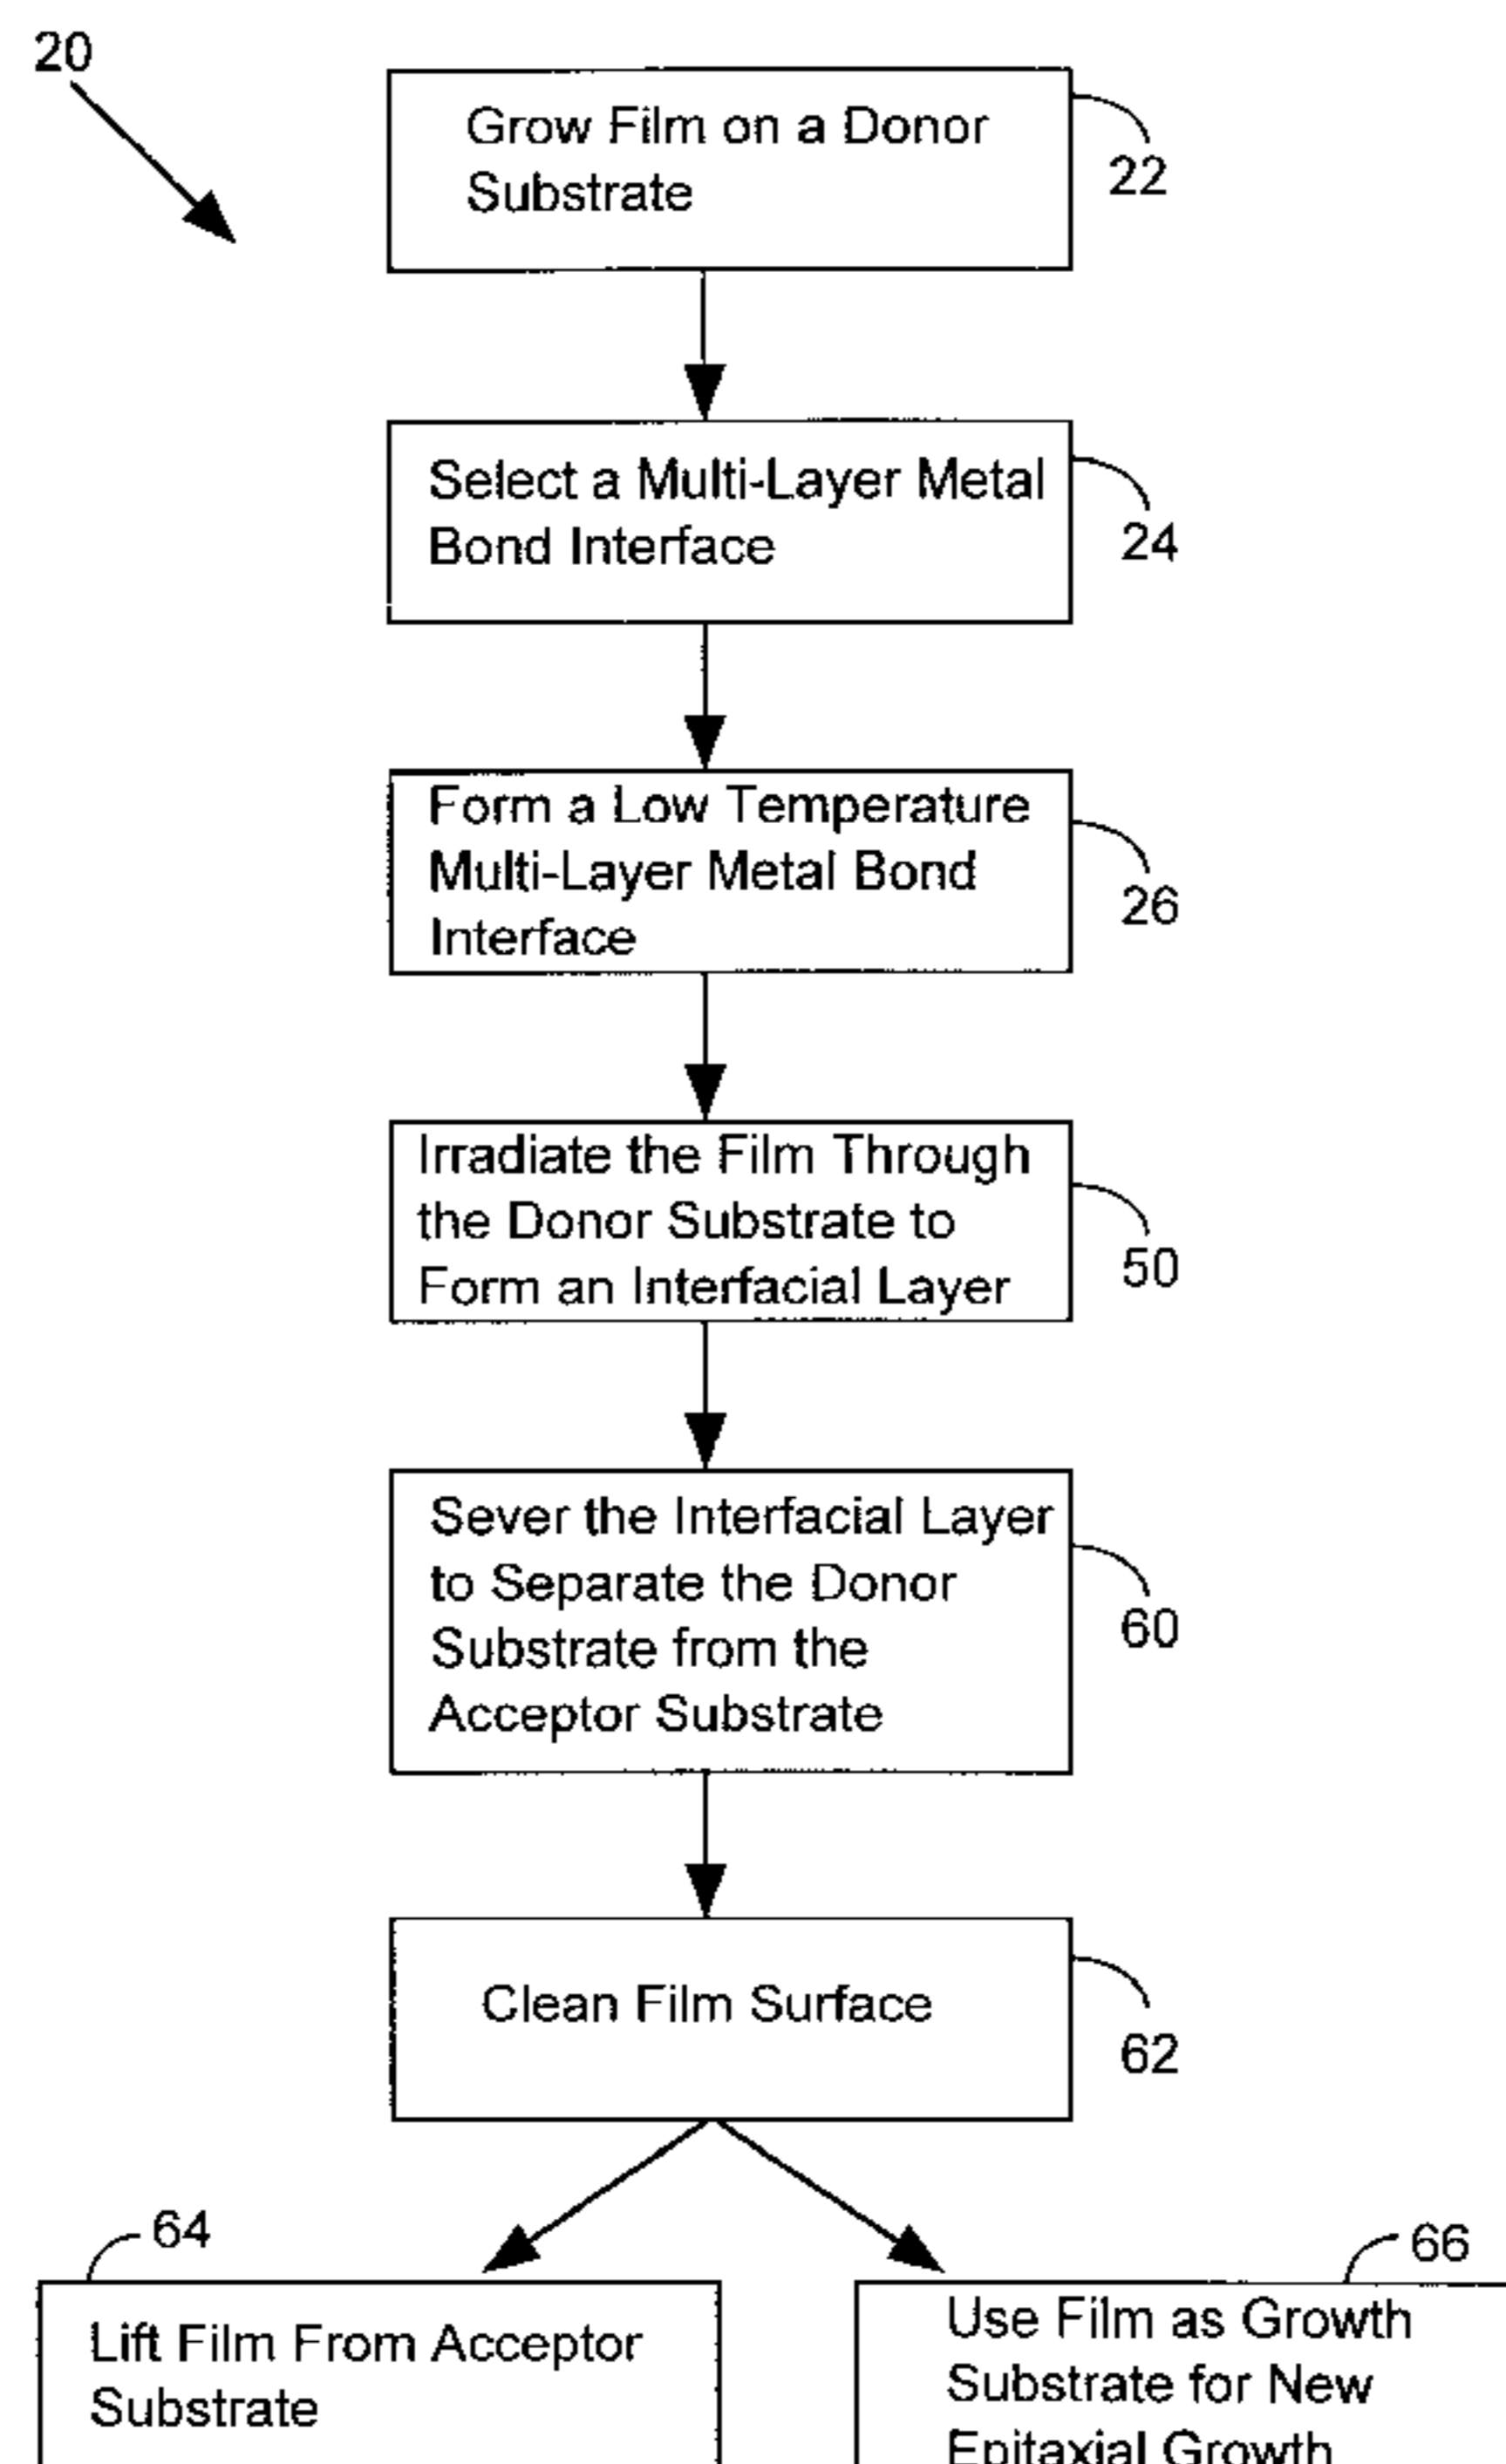 20
Grow Film on a Donor
Substrate
22
Select a Multi-Layer Metal
Bond Interface
24
Form a Low Temperature
Multi-Layer Metal Bond
Interface
26
Irradiate the Film Through
the Donor Substrate to
Form an Interfacial Layer
50
Sever the Interfacial Layer
to Separate the Donor
Substrate from the
Acceptor Substrate
60
Clean Film Surface
62
64
Lift Film From Acceptor
Substrate
66
Use Film as Growth
Substrate for New
Epitaxial Growth